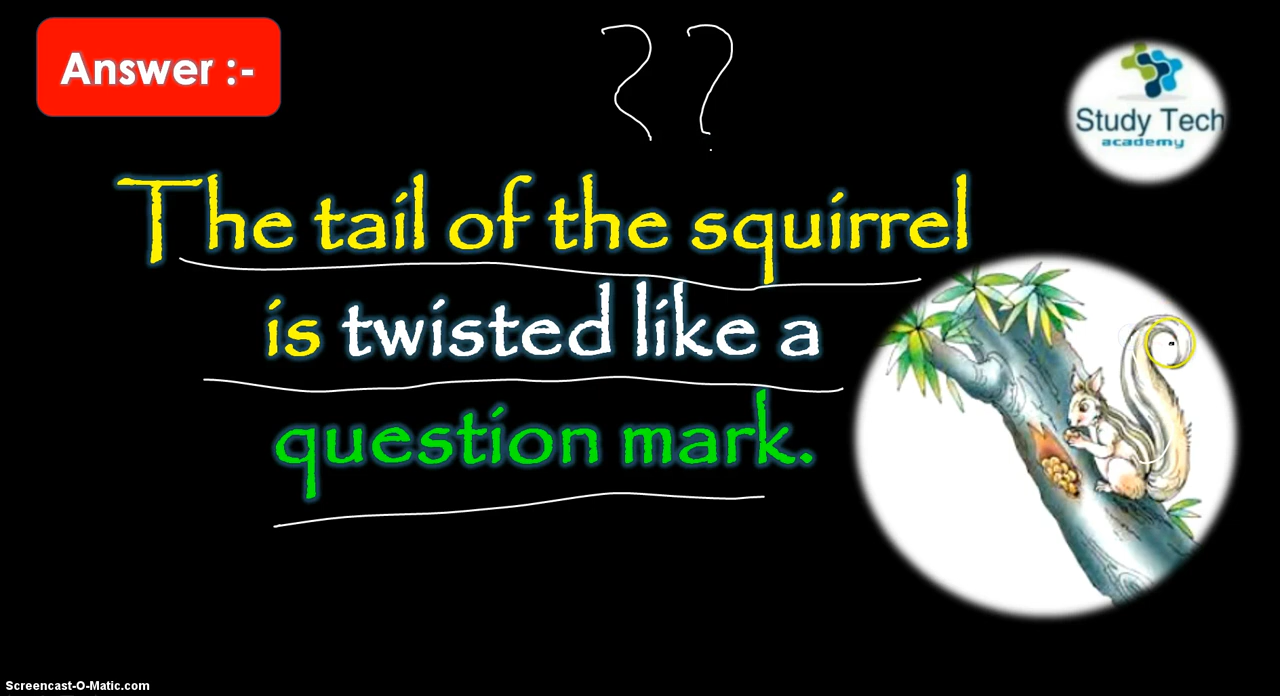 Answer :-
? ?
Study Tech
academy
The tail of the squirrel
is twisted like a
question mark.
Screencast-O-Matic.com